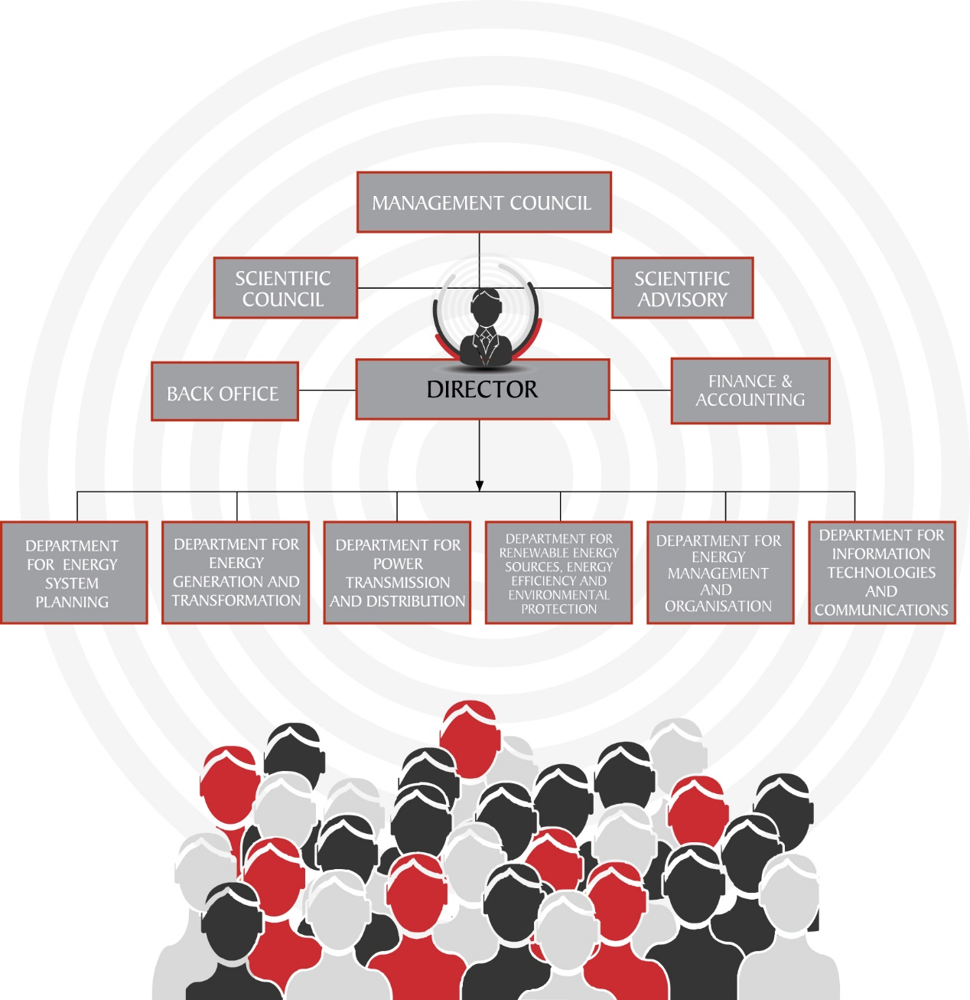 MANAGEMENT COUNCIL
SCIENTIFIC
COUNCIL
SCIENTIFIC
ADVISORY
BACK OFFICE
DIRECTOR
FINANCE &
ACCOUNTING
DEPARTMENT
FOR ENERGY
SYSTEM
PLANNING
DEPARTMENT FOR
ENERGY
GENERATION AND
TRANSFORMATION
DEPARTMENT FOR
POWER
TRANSMISSION
AND DISTRIBUTION
DEPARTMENT FOR
RENEWABLE ENERGY
SOURCES, ENERGY
EFFICIENCY AND
ENVIRONMENTAL
PROTECTION
DEPARTMENT FOR
ENERGY
MANAGEMENT
AND
ORGANISATION
DEPARTMENT FOR
INFORMATION
TECHNOLOGIES
AND
COMMUNICATIONS